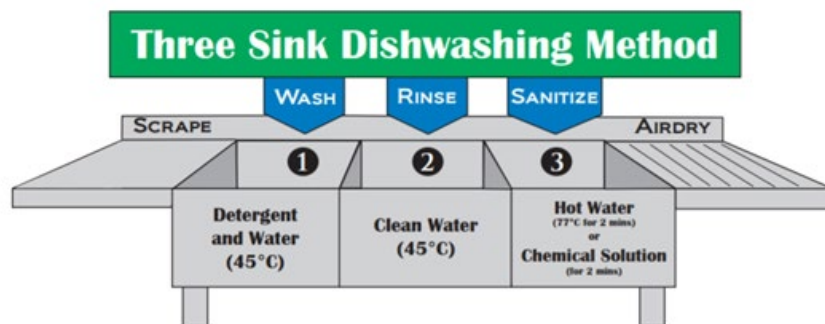 Three Sink Dishwashing Method
WASH
RINSE
SANITIZE
SCRAPE
AIRDRY
1
2
3
Detergent
and Water
(45°C)
Clean Water
(45°C)
Hot Water
(77°C for 2 mins)
or
Chemical Solution
(for 2 mins)